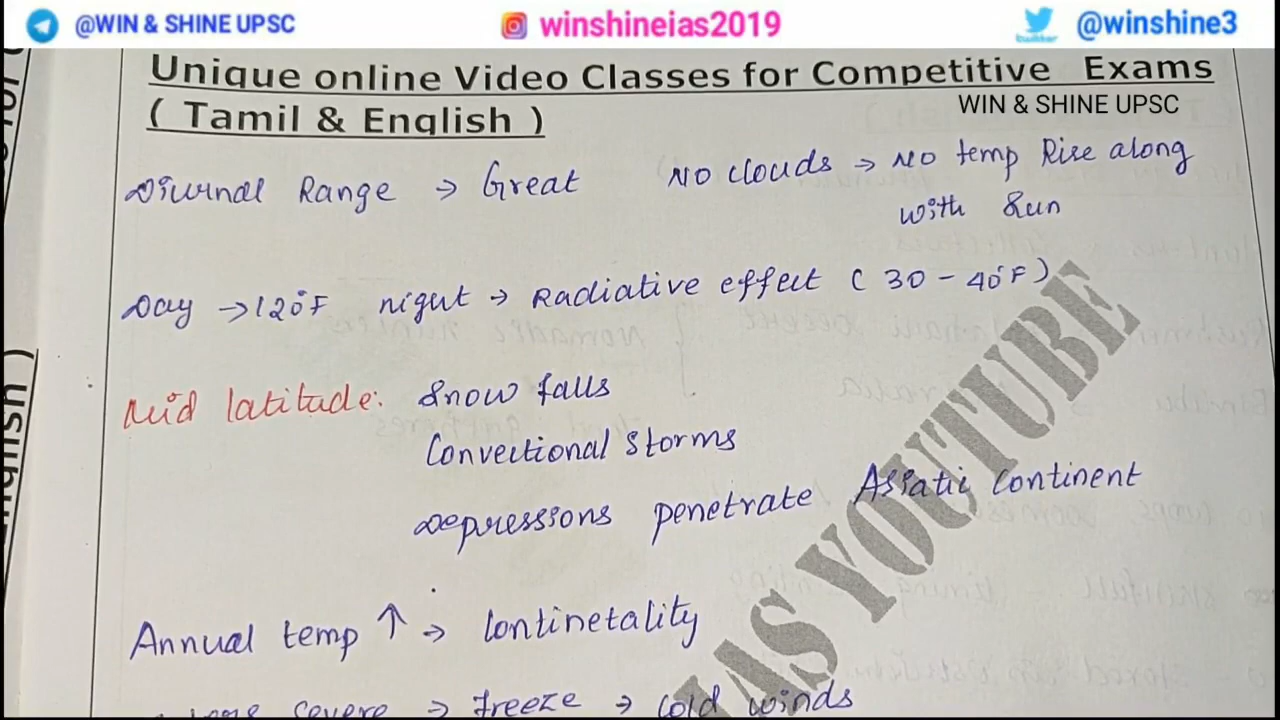 @WIN & SHINE UPSC winshineias2019 @winshine3
Unique online Video Classes for Competitive Exams
( Tamil & English )
WIN & SHINE UPSC
Diurnal Range → Great No clouds → No temp Rise along
with Sun
Day → 120°F night → Radiative effect ( 30 - 40°F )
Mid latitude: Snow falls
Convectional Storms
Depressions penetrate Asiatic continent
Annual temp ↑ → Continetality
severe → freeze → cold winds
IAS YOUTUBE